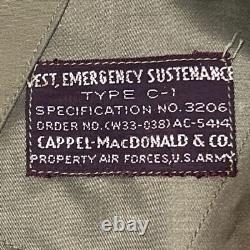 VEST, EMERGENCY SUSTENANCE
TYPE C-1
SPECIFICATION NO. 3206
ORDER NO. (W33-038) AC-5414
CAPPEL-MACDONALD & CO.
PROPERTY AIR FORCES, U.S. ARMY